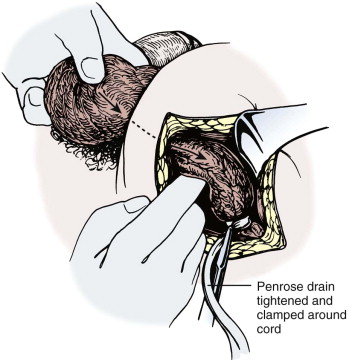 Penrose drain
tightened and
clamped around
cord